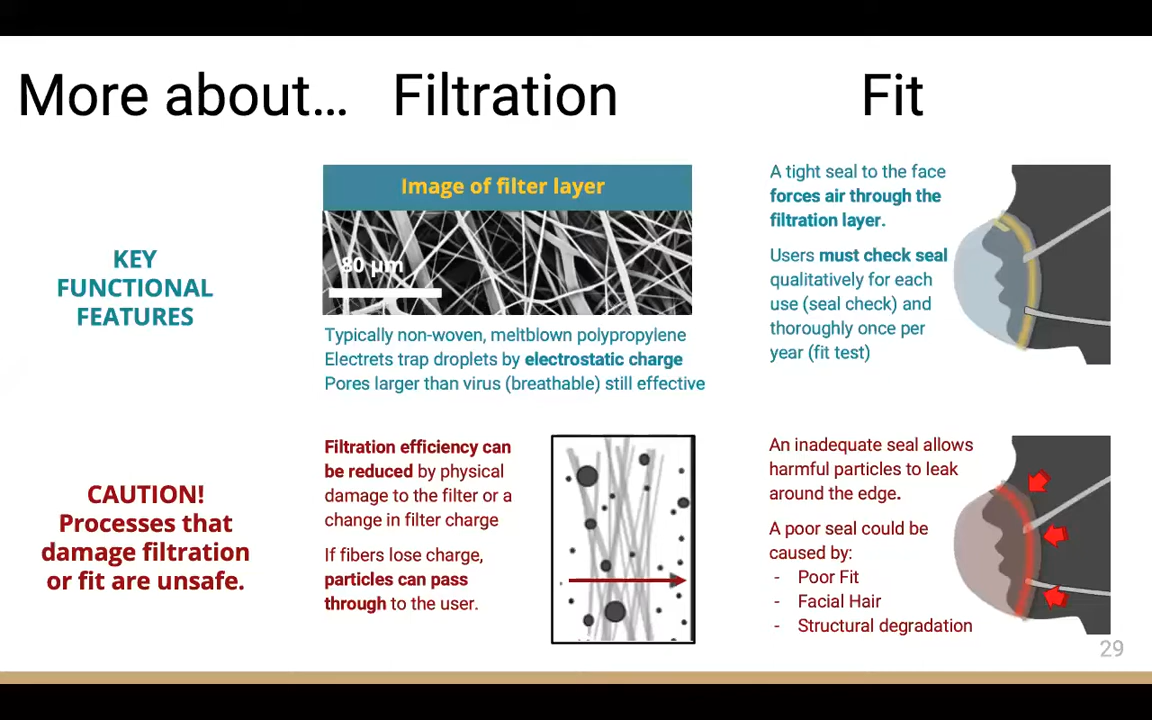 More about... Filtration Fit
KEY
FUNCTIONAL
FEATURES
Image of filter layer
80 μm
Typically non-woven, meltblown polypropylene
Electrets trap droplets by electrostatic charge
Pores larger than virus (breathable) still effective
A tight seal to the face
forces air through the
filtration layer.
Users must check seal
qualitatively for each
use (seal check) and
thoroughly once per
year (fit test)
CAUTION!
Processes that
damage filtration
or fit are unsafe.
Filtration efficiency can
be reduced by physical
damage to the filter or a
change in filter charge
If fibers lose charge,
particles can pass
through to the user.
An inadequate seal allows
harmful particles to leak
around the edge.
A poor seal could be
caused by:
- Poor Fit
- Facial Hair
- Structural degradation
29